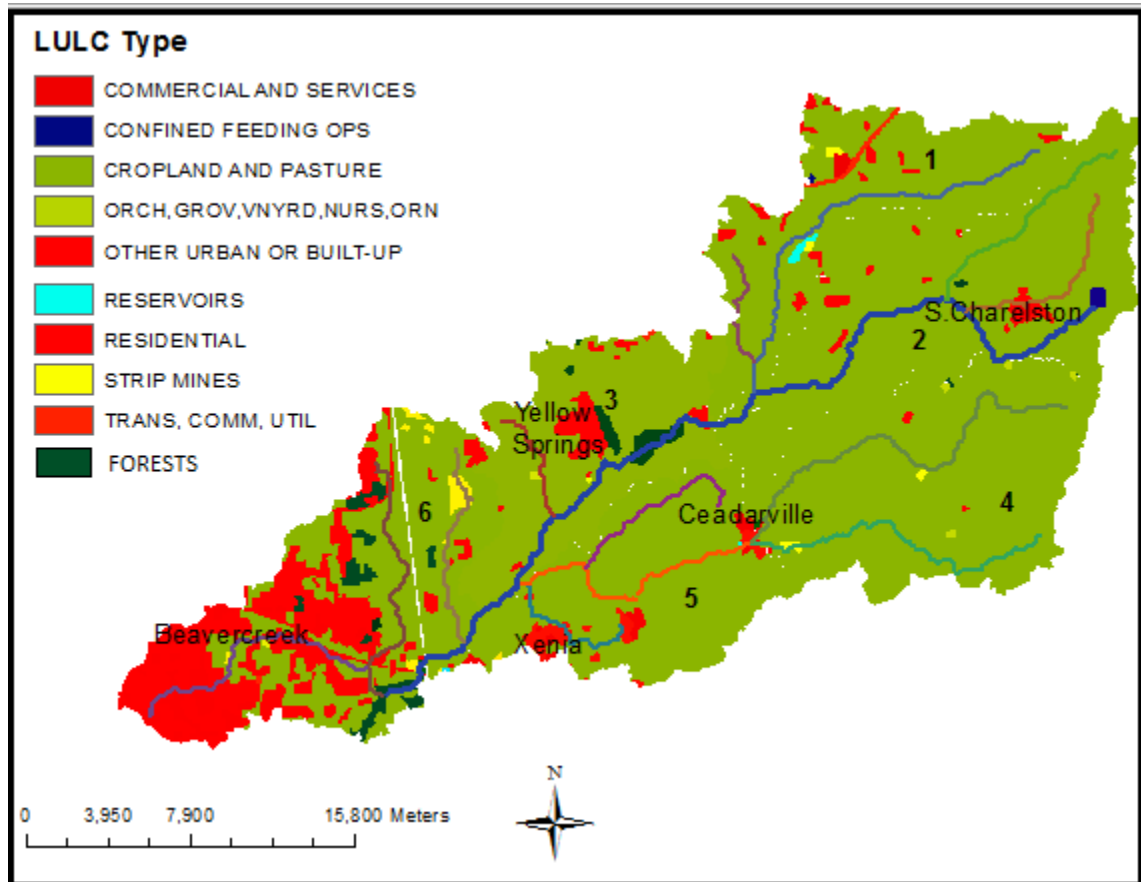 LULC Type
COMMERCIAL AND SERVICES
CONFINED FEEDING OPS
CROPLAND AND PASTURE
ORCH,GROV,VNYRD,NURS,ORN
OTHER URBAN OR BUILT-UP
RESERVOIRS
RESIDENTIAL
STRIP MINES
TRANS, COMM, UTIL
FORESTS
1
S.Charelston
2
3
Yellow
Springs
Ceadarville
4
6
5
Beavercreek
Xenia
N
0 3,950 7,900 15,800 Meters